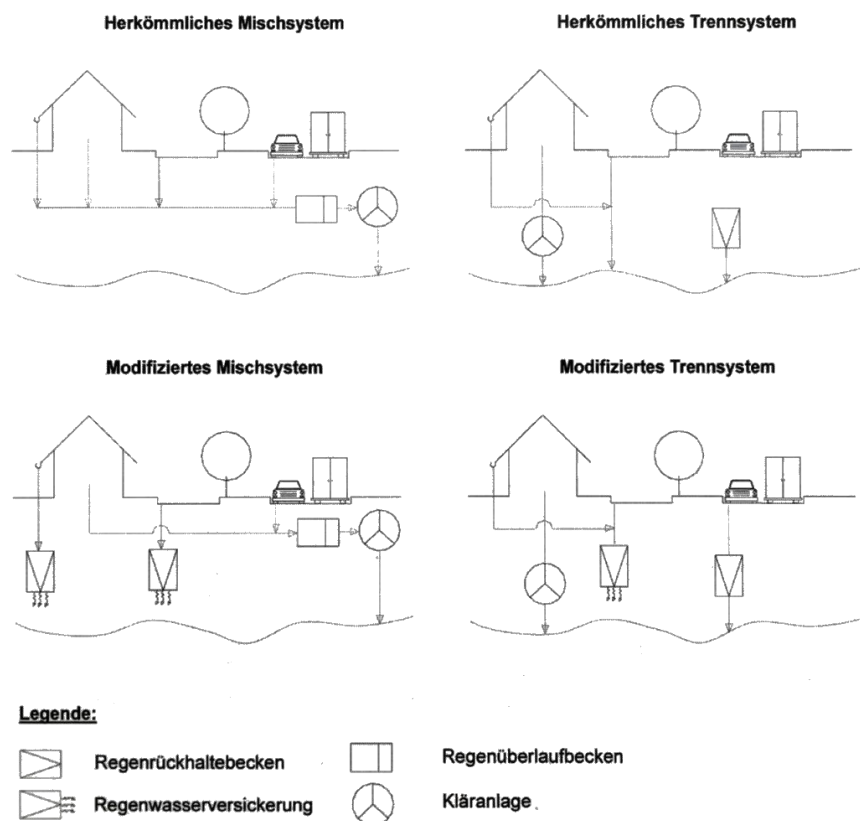 Herkömmliches Mischsystem
Herkömmliches Trennsystem
Modifiziertes Mischsystem
Modifiziertes Trennsystem
Legende:
Regenrückhaltebecken
Regenüberlaufbecken
Regenwasserversickerung
Kläranlage